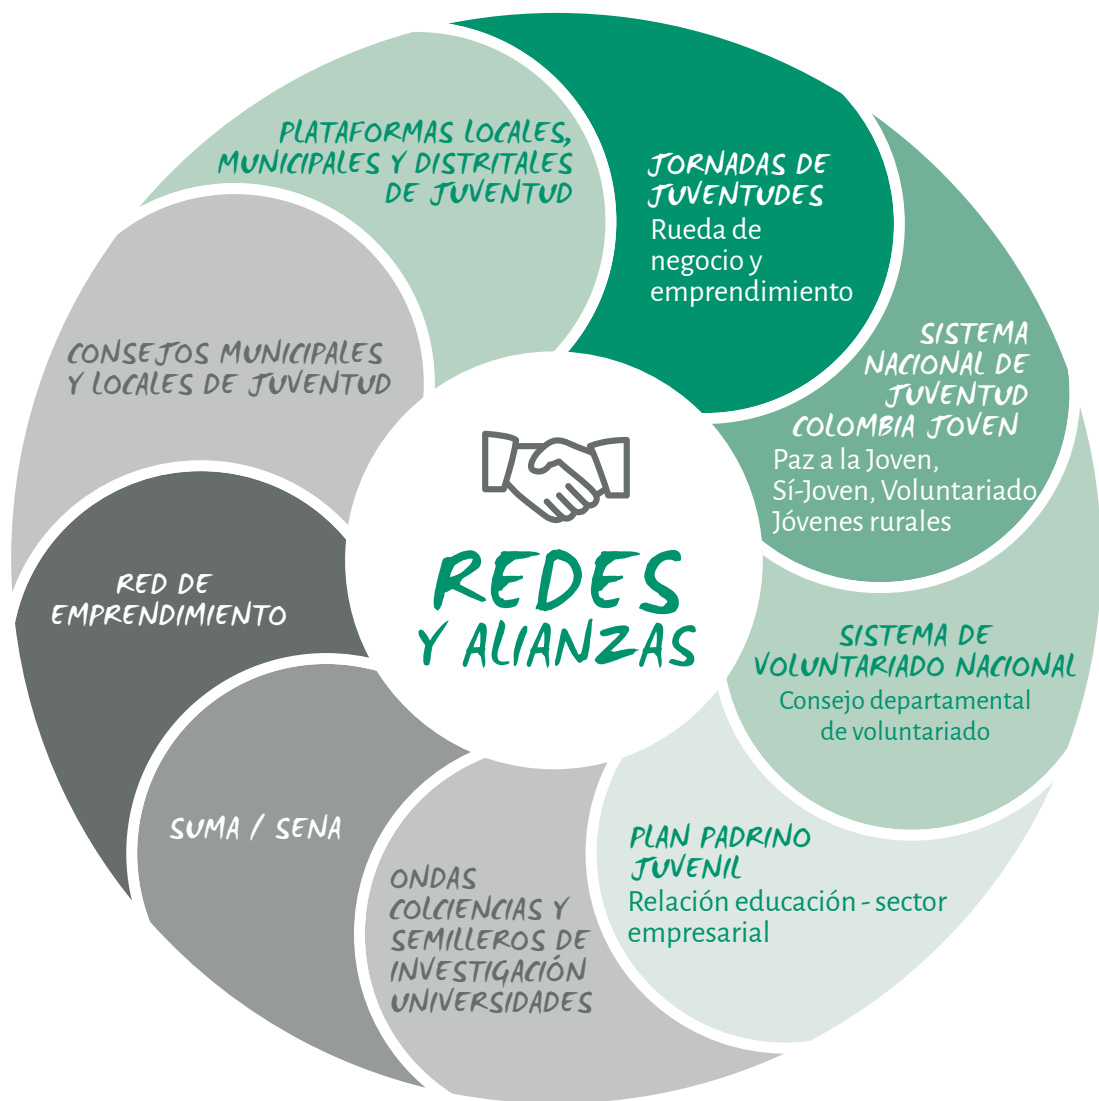 REDES
Y ALIANZAS
JORNADAS DE
JUVENTUDES
Rueda de
negocio y
emprendimiento
SISTEMA
NACIONAL DE
JUVENTUD
COLOMBIA JOVEN
Paz a la Joven,
Sí-Joven, Voluntariado
Jóvenes rurales
SISTEMA DE
VOLUNTARIADO NACIONAL
Consejo departamental
de voluntariado
PLAN PADRINO
JUVENIL
Relación educación - sector
empresarial
ONDAS
COLCIENCIAS Y
SEMILLEROS DE
INVESTIGACIÓN
UNIVERSIDADES
SUMA / SENA
RED DE
EMPRENDIMIENTO
CONSEJOS MUNICIPALES
Y LOCALES DE JUVENTUD
PLATAFORMAS LOCALES,
MUNICIPALES Y DISTRITALES
DE JUVENTUD